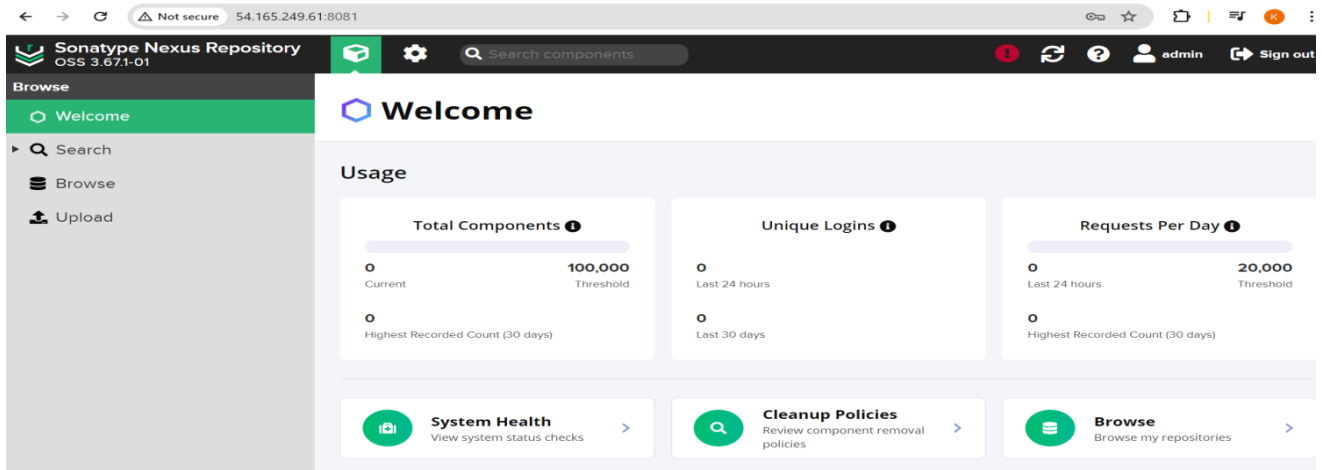 Not secure 54.165.249.61:8081
K
Sonatype Nexus Repository
OSS 3.67.1-01
Search components
admin
Sign out
Browse
Welcome
Search
Browse
Upload
Welcome
Usage
Total Components
0 100,000
Current Threshold
0
Highest Recorded Count (30 days)
Unique Logins
0
Last 24 hours
0
Last 30 days
Requests Per Day
0 20,000
Last 24 hours Threshold
0
Highest Recorded Count (30 days)
System Health
View system status checks
Cleanup Policies
Review component removal
policies
Browse
Browse my repositories